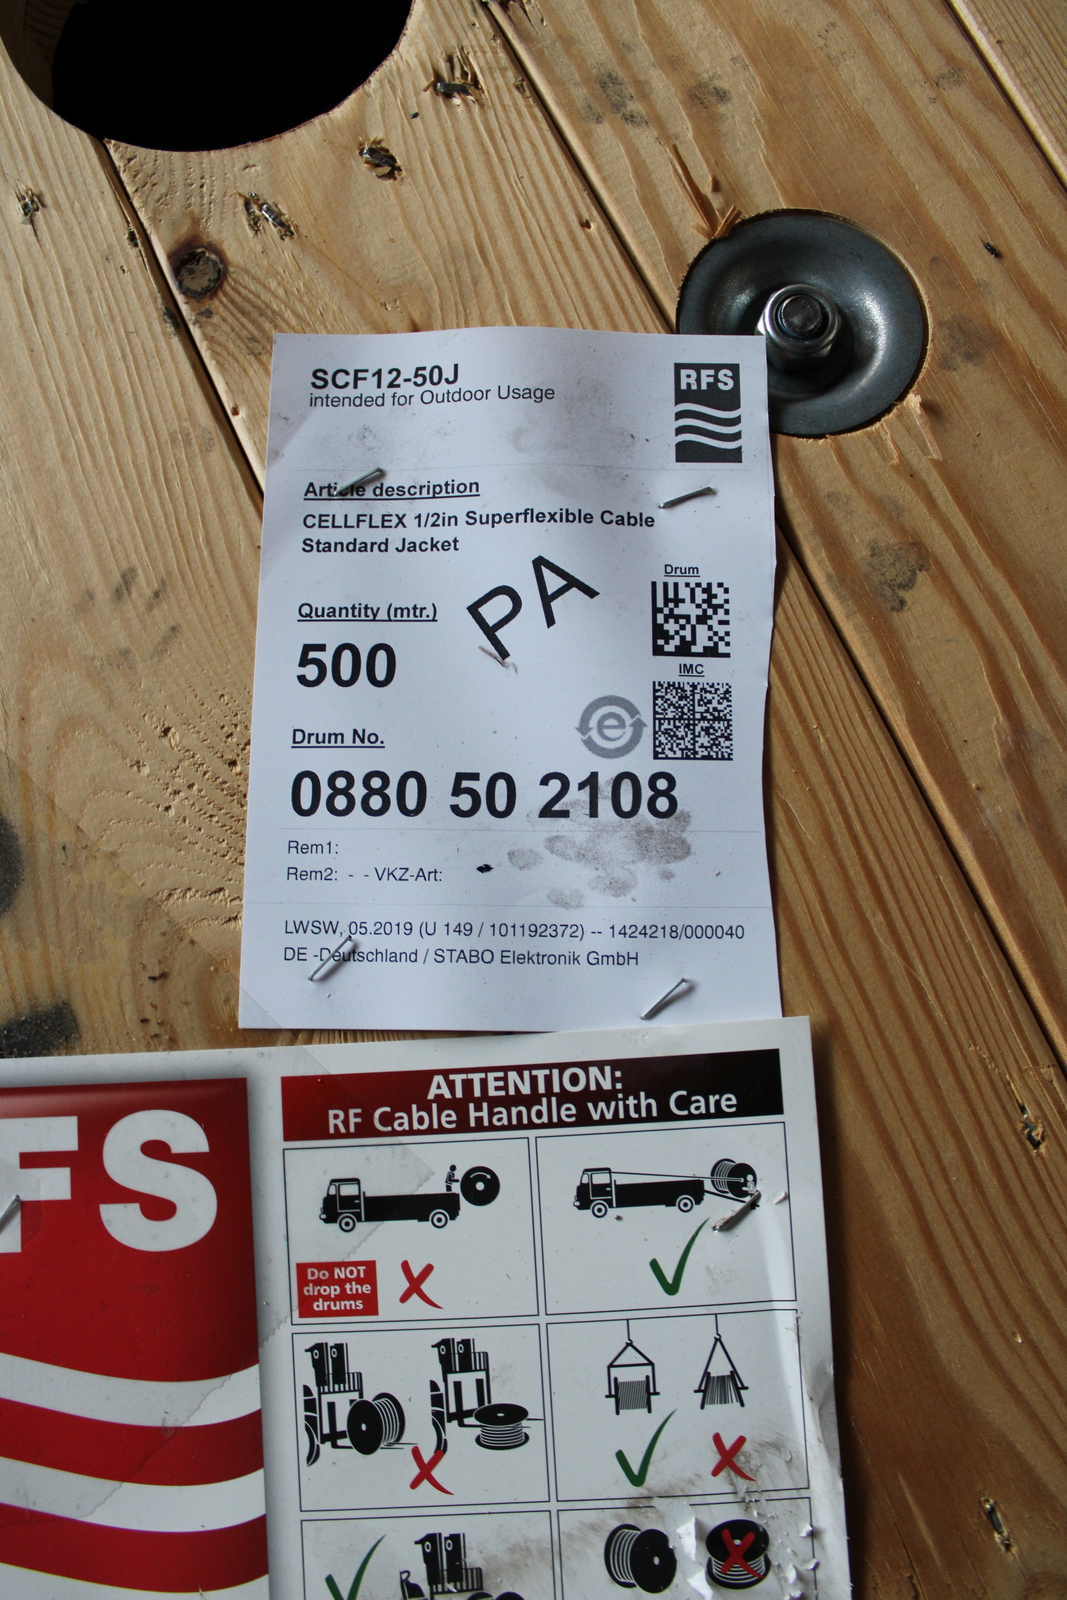 SCF12-50J
intended for Outdoor Usage
RFS
Article description
CELLFLEX 1/2in Superflexible Cable
Standard Jacket
PA
Drum
Quantity (mtr.)
500
IMC
e
Drum No.
0880 50 2108
Rem1:
Rem2: - - VKZ-Art:
LWSW, 05.2019 (U 149 / 101192372) -- 1424218/000040
DE -Deutschland / STABO Elektronik GmbH
FS
ATTENTION:
RF Cable Handle with Care
Do NOT
drop the
drums